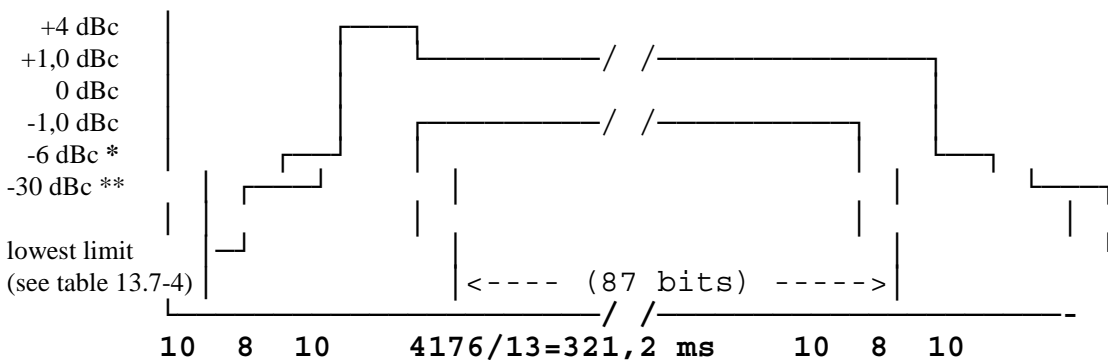 +4 dBc
+1,0 dBc
0 dBc
-1,0 dBc
-6 dBc *
-30 dBc **
lowest limit
(see table 13.7-4)
<---- (87 bits) ----->
10 8 10 4176/13=321,2 ms 10 8 10